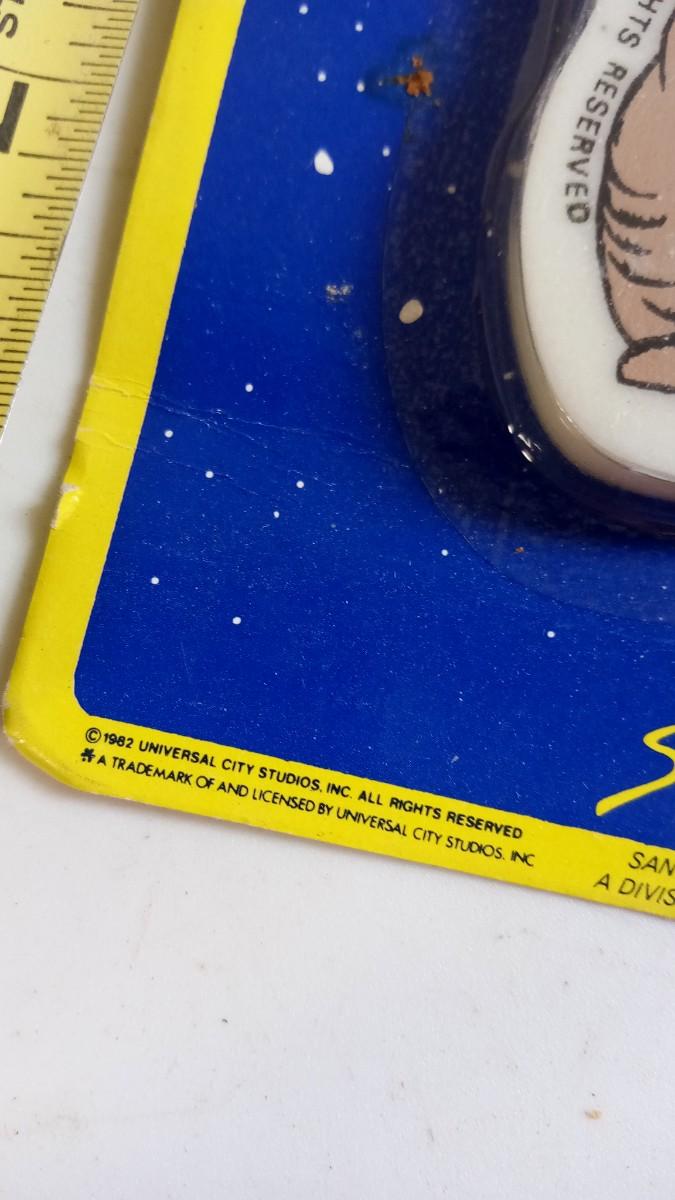 HTS RESERVED
©1982 UNIVERSAL CITY STUDIOS, INC. ALL RIGHTS RESERVED
*A TRADEMARK OF AND LICENSED BY UNIVERSAL CITY STUDIOS, INC
S
SAN
A DIVIS